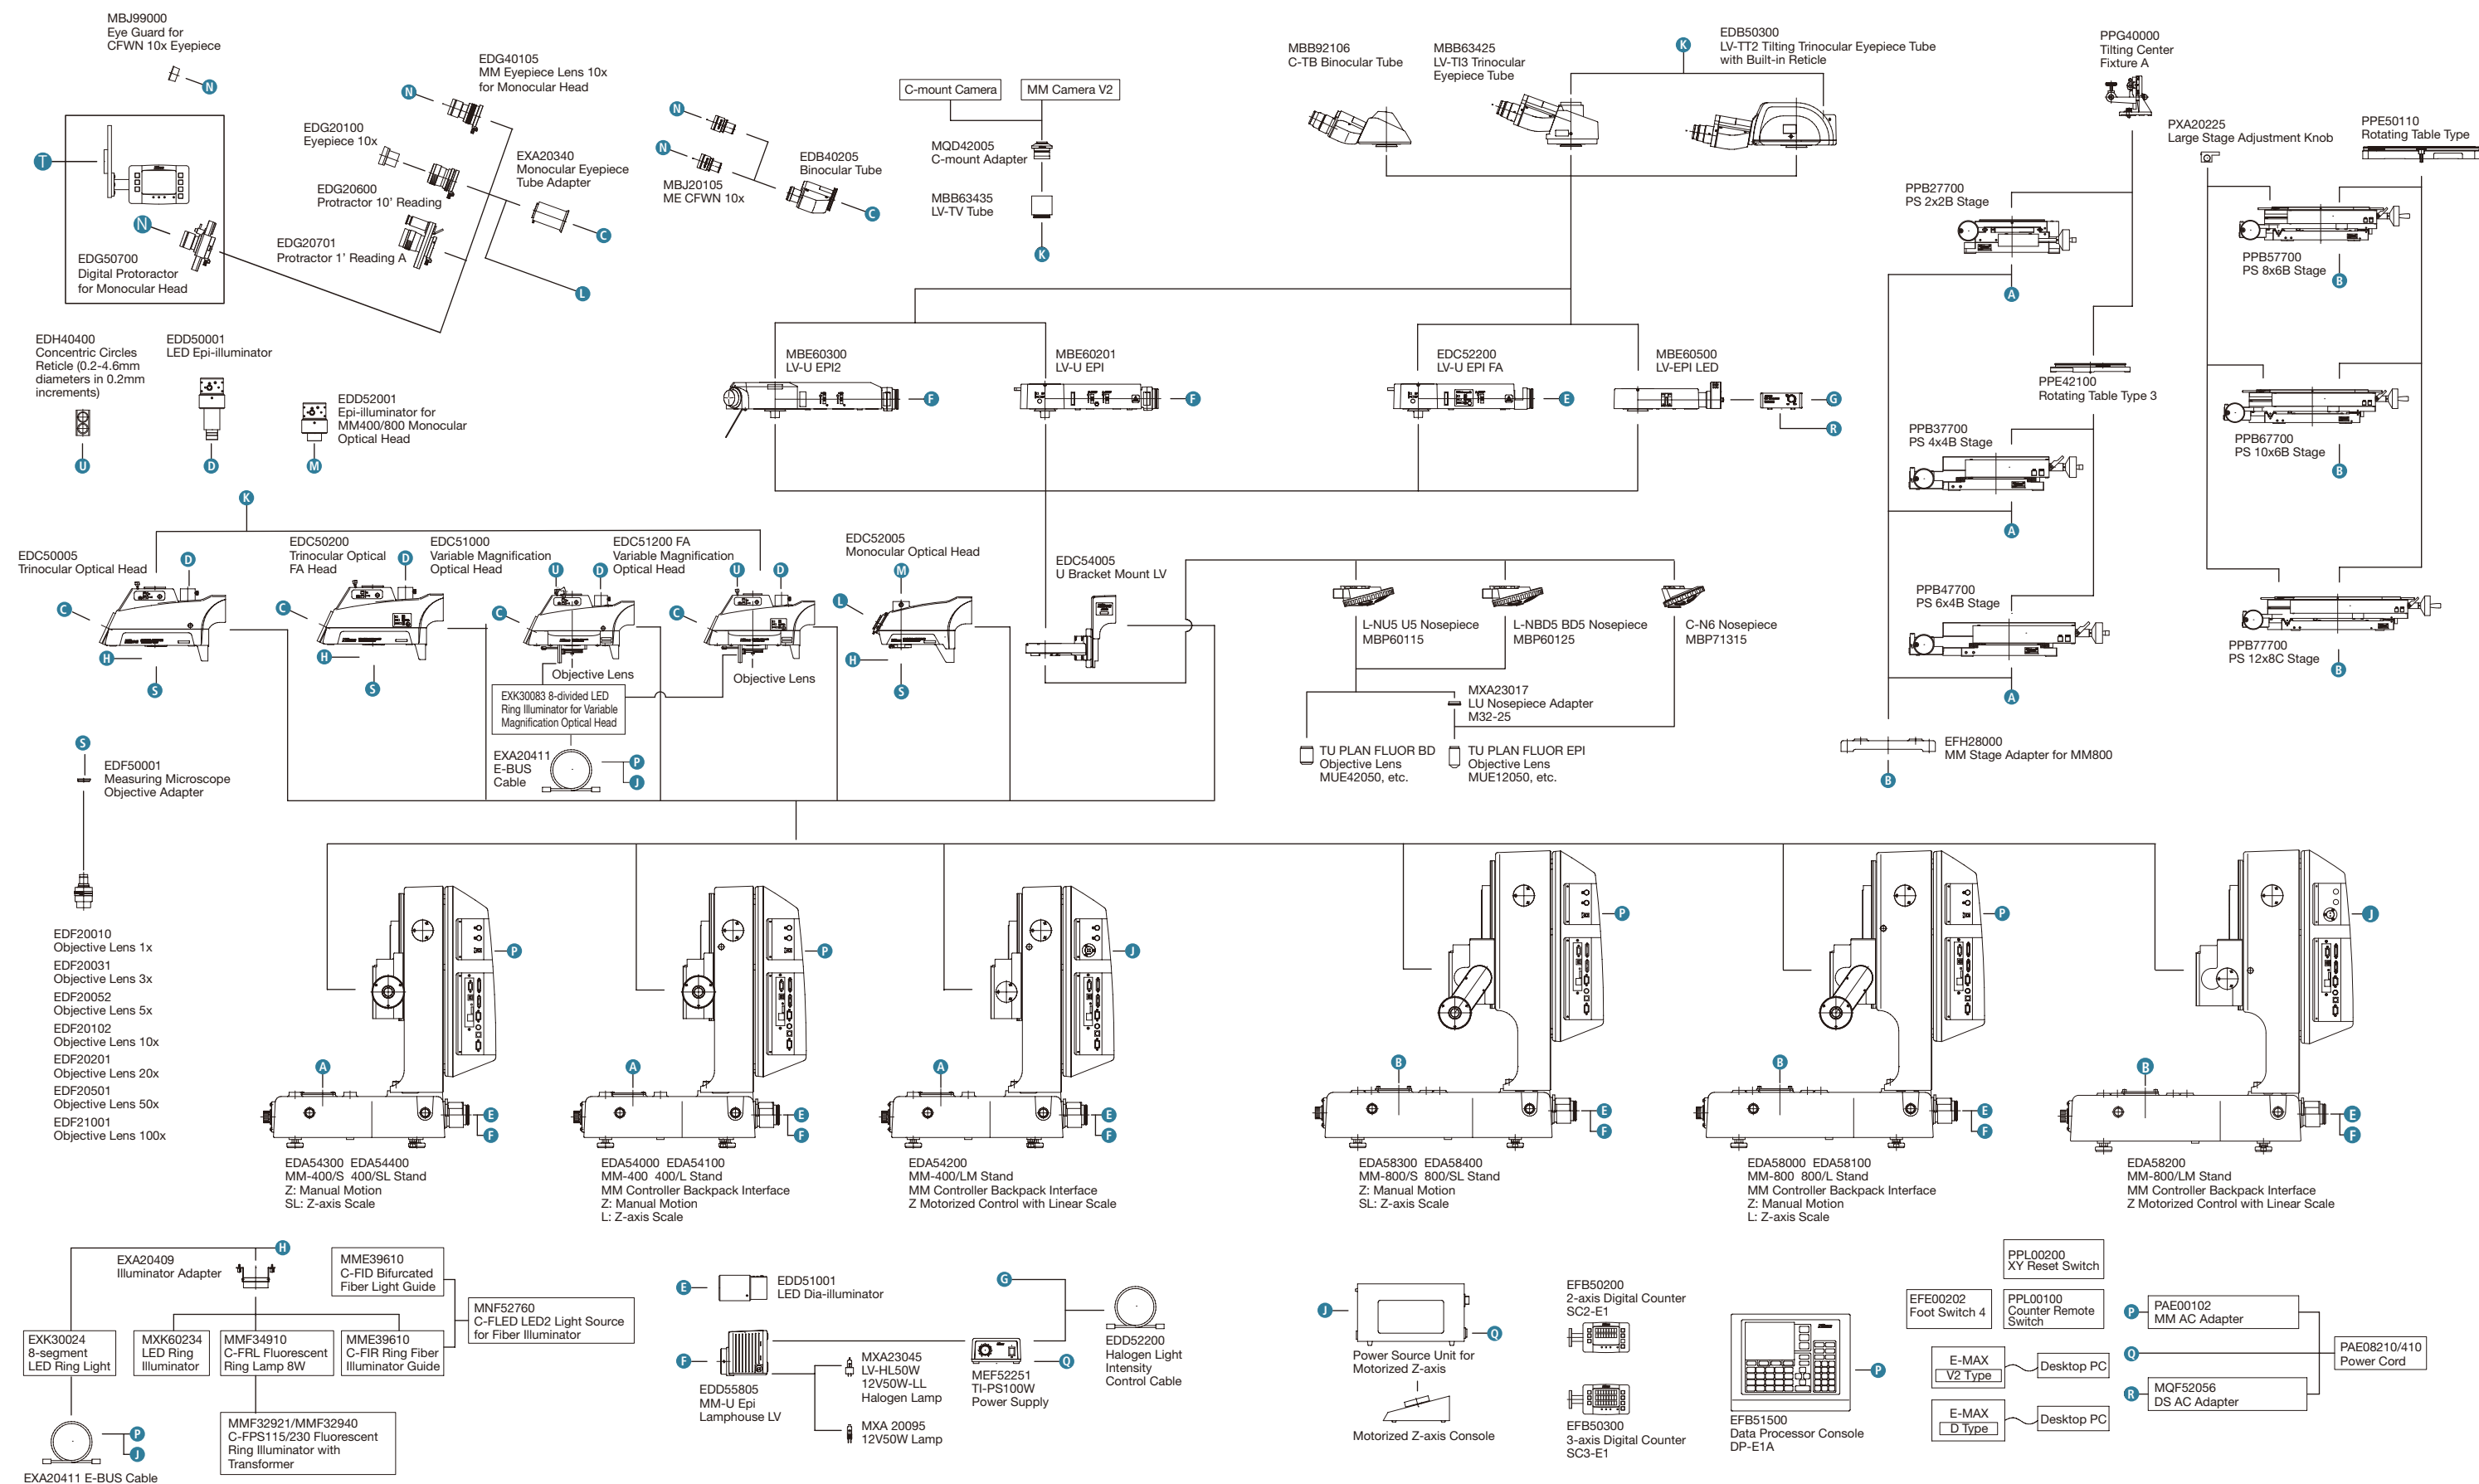 MBJ99000
Eye Guard for
CFWN 10x Eyepiece
N
EDG40105
MM Eyepiece Lens 10x
for Monocular Head
N
EDG20100
Eyepiece 10x
EDG20600
Protractor 10' Reading
EDG20701
Protractor 1' Reading A
EXA20340
Monocular Eyepiece
Tube Adapter
C
L
T
N
EDG50700
Digital Protoractor
for Monocular Head
N
N
MBJ20105
ME CFWN 10x
EDB40205
Binocular Tube
C
C-mount Camera
MM Camera V2
MQD42005
C-mount Adapter
MBB63435
LV-TV Tube
K
MBB92106
C-TB Binocular Tube
MBB63425
LV-TI3 Trinocular
Eyepiece Tube
K
EDB50300
LV-TT2 Tilting Trinocular Eyepiece Tube
with Built-in Reticle
PPG40000
Tilting Center
Fixture A
PXA20225
Large Stage Adjustment Knob
PPE50110
Rotating Table Type
PPB27700
PS 2x2B Stage
A
PPB57700
PS 8x6B Stage
B
EDH40400
Concentric Circles
Reticle (0.2-4.6mm
diameters in 0.2mm
increments)
U
EDD50001
LED Epi-illuminator
D
EDD52001
Epi-illuminator for
MM400/800 Monocular
Optical Head
M
MBE60300
LV-U EPI2
F
MBE60201
LV-U EPI
F
EDC52200
LV-U EPI FA
E
MBE60500
LV-EPI LED
G
R
PPE42100
Rotating Table Type 3
PPB37700
PS 4x4B Stage
A
PPB67700
PS 10x6B Stage
B
K
EDC50005
Trinocular Optical Head
D
C
H
S
EDC50200
Trinocular Optical
FA Head
D
C
H
S
EDC51000
Variable Magnification
Optical Head
U
D
C
Objective Lens
EDC51200 FA
Variable Magnification
Optical Head
U
D
C
Objective Lens
EXK30083 8-divided LED
Ring Illuminator for Variable
Magnification Optical Head
EXA20411
E-BUS
Cable
P
J
EDC52005
Monocular Optical Head
M
L
H
S
EDC54005
U Bracket Mount LV
L-NU5 U5 Nosepiece
MBP60115
L-NBD5 BD5 Nosepiece
MBP60125
C-N6 Nosepiece
MBP71315
MXA23017
LU Nosepiece Adapter
M32-25
TU PLAN FLUOR BD
Objective Lens
MUE42050, etc.
TU PLAN FLUOR EPI
Objective Lens
MUE12050, etc.
PPB47700
PS 6x4B Stage
A
PPB77700
PS 12x8C Stage
B
EFH28000
MM Stage Adapter for MM800
B
S
EDF50001
Measuring Microscope
Objective Adapter
EDF20010
Objective Lens 1x
EDF20031
Objective Lens 3x
EDF20052
Objective Lens 5x
EDF20102
Objective Lens 10x
EDF20201
Objective Lens 20x
EDF20501
Objective Lens 50x
EDF21001
Objective Lens 100x
P
A
E
F
EDA54300 EDA54400
MM-400/S 400/SL Stand
Z: Manual Motion
SL: Z-axis Scale
P
A
E
F
EDA54000 EDA54100
MM-400 400/L Stand
MM Controller Backpack Interface
Z: Manual Motion
L: Z-axis Scale
J
A
E
F
EDA54200
MM-400/LM Stand
MM Controller Backpack Interface
Z Motorized Control with Linear Scale
P
B
E
F
EDA58300 EDA58400
MM-800/S 800/SL Stand
Z: Manual Motion
SL: Z-axis Scale
P
B
E
F
EDA58000 EDA58100
MM-800 800/L Stand
MM Controller Backpack Interface
Z: Manual Motion
L: Z-axis Scale
J
B
E
F
EDA58200
MM-800/LM Stand
MM Controller Backpack Interface
Z Motorized Control with Linear Scale
H
EXA20409
Illuminator Adapter
MME39610
C-FID Bifurcated
Fiber Light Guide
MNF52760
C-FLED LED2 Light Source
for Fiber Illuminator
EXK30024
8-segment
LED Ring Light
MXK60234
LED Ring
Illuminator
MMF34910
C-FRL Fluorescent
Ring Lamp 8W
MME39610
C-FIR Ring Fiber
Illuminator Guide
MMF32921/MMF32940
C-FPS115/230 Fluorescent
Ring Illuminator with
Transformer
P
J
EXA20411 E-BUS Cable
E
EDD51001
LED Dia-illuminator
F
EDD55805
MM-U Epi
Lamphouse LV
MXA23045
LV-HL50W
12V50W-LL
Halogen Lamp
MXA 20095
12V50W Lamp
G
MEF52251
TI-PS100W
Power Supply
Q
EDD52200
Halogen Light
Intensity
Control Cable
J
Q
Power Source Unit for
Motorized Z-axis
Motorized Z-axis Console
EFB50200
2-axis Digital Counter
SC2-E1
EFB50300
3-axis Digital Counter
SC3-E1
P
EFB51500
Data Processor Console
DP-E1A
PPL00200
XY Reset Switch
EFE00202
Foot Switch 4
PPL00100
Counter Remote
Switch
E-MAX
V2 Type
Desktop PC
E-MAX
D Type
Desktop PC
P
PAE00102
MM AC Adapter
Q
PAE08210/410
Power Cord
R
MQF52056
DS AC Adapter